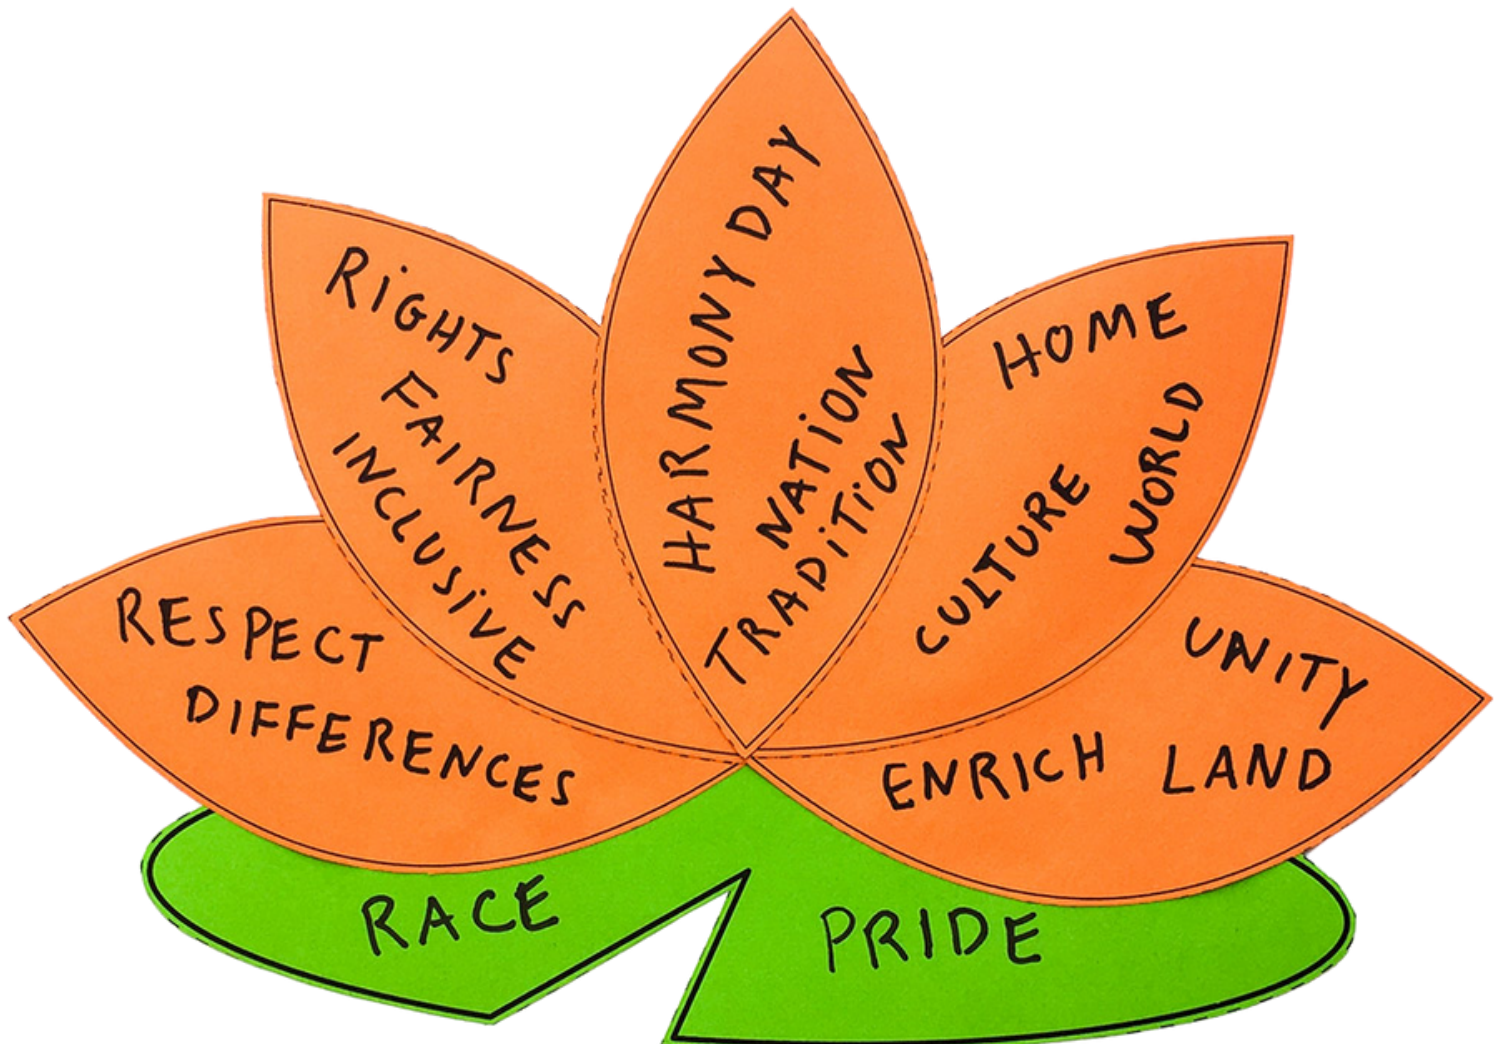 HARMONY DAY
NATION
TRADITION
RiGHTS
FAIRNESS
INCLUSiVE
HOME
WORLD
CULTURE
RESPECT
DIFFERENCES
UNITY
ENRICH LAND
RACE
PRIDE